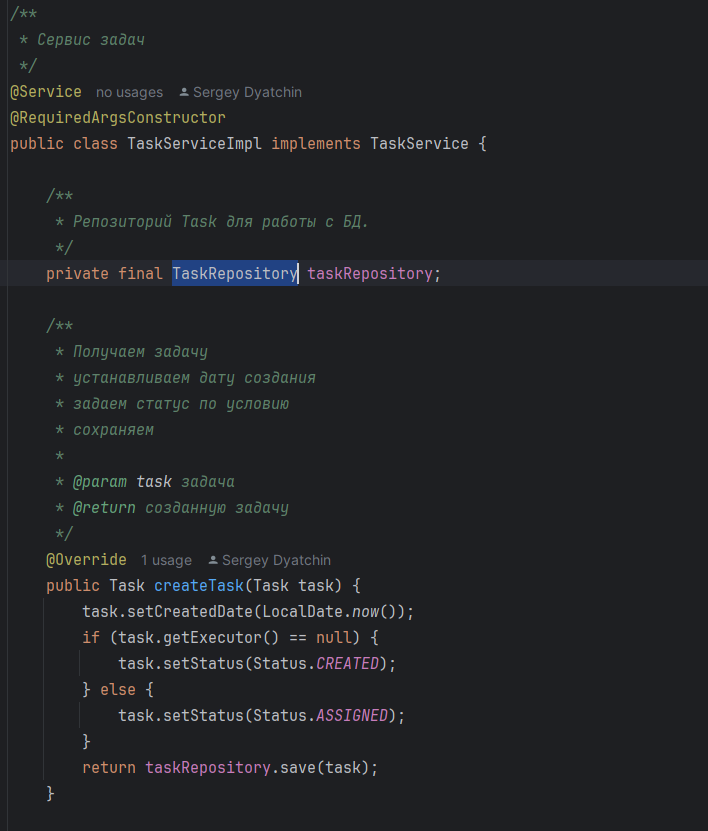 /**
 * Сервис задач
 */
@Service no usages Sergey Dyatchin
@RequiredArgsConstructor
public class TaskServiceImpl implements TaskService {
    /**
     * Репозиторий Task для работы с БД.
     */
    private final TaskRepository taskRepository;
    /**
     * Получаем задачу
     * устанавливаем дату создания
     * задаем статус по условию
     * сохраняем
     *
     * @param task задача
     * @return созданную задачу
     */
    @Override 1 usage Sergey Dyatchin
    public Task createTask(Task task) {
        task.setCreatedDate(LocalDate.now());
        if (task.getExecutor() == null) {
            task.setStatus(Status.CREATED);
        } else {
            task.setStatus(Status.ASSIGNED);
        }
        return taskRepository.save(task);
    }